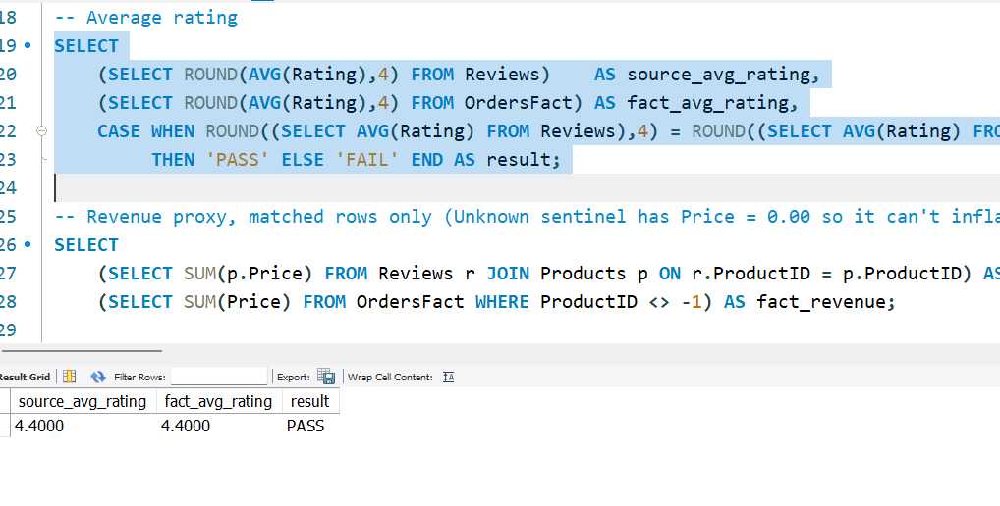 18 -- Average rating
19 SELECT
20 (SELECT ROUND(AVG(Rating),4) FROM Reviews) AS source_avg_rating,
21 (SELECT ROUND(AVG(Rating),4) FROM OrdersFact) AS fact_avg_rating,
22 CASE WHEN ROUND((SELECT AVG(Rating) FROM Reviews),4) = ROUND((SELECT AVG(Rating) FRO
23 THEN 'PASS' ELSE 'FAIL' END AS result;
24
25 -- Revenue proxy, matched rows only (Unknown sentinel has Price = 0.00 so it can't infla
26 SELECT
27 (SELECT SUM(p.Price) FROM Reviews r JOIN Products p ON r.ProductID = p.ProductID) AS
28 (SELECT SUM(Price) FROM OrdersFact WHERE ProductID <> -1) AS fact_revenue;
29
Result Grid Filter Rows: Export: Wrap Cell Content:
source_avg_rating fact_avg_rating result
4.4000 4.4000 PASS